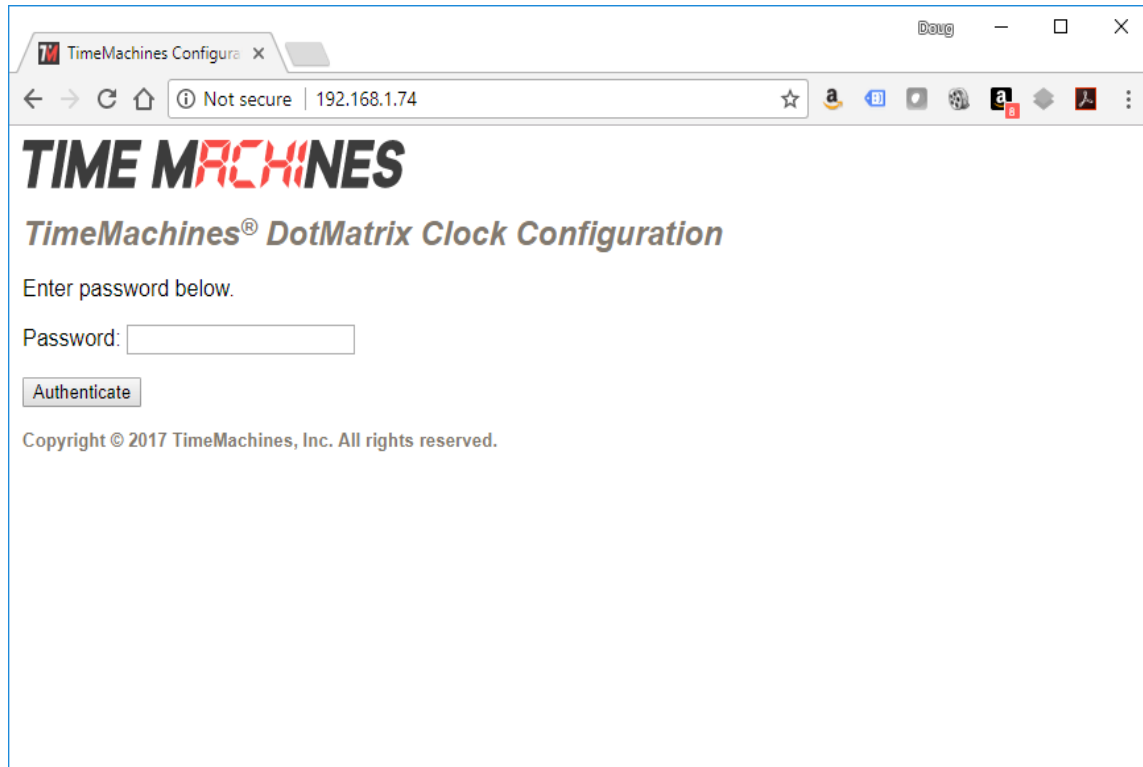 Doug
TimeMachines Configura
Not secure | 192.168.1.74
8
TIME MACHINES
TimeMachines® DotMatrix Clock Configuration
Enter password below.
Password:
Authenticate
Copyright © 2017 TimeMachines, Inc. All rights reserved.